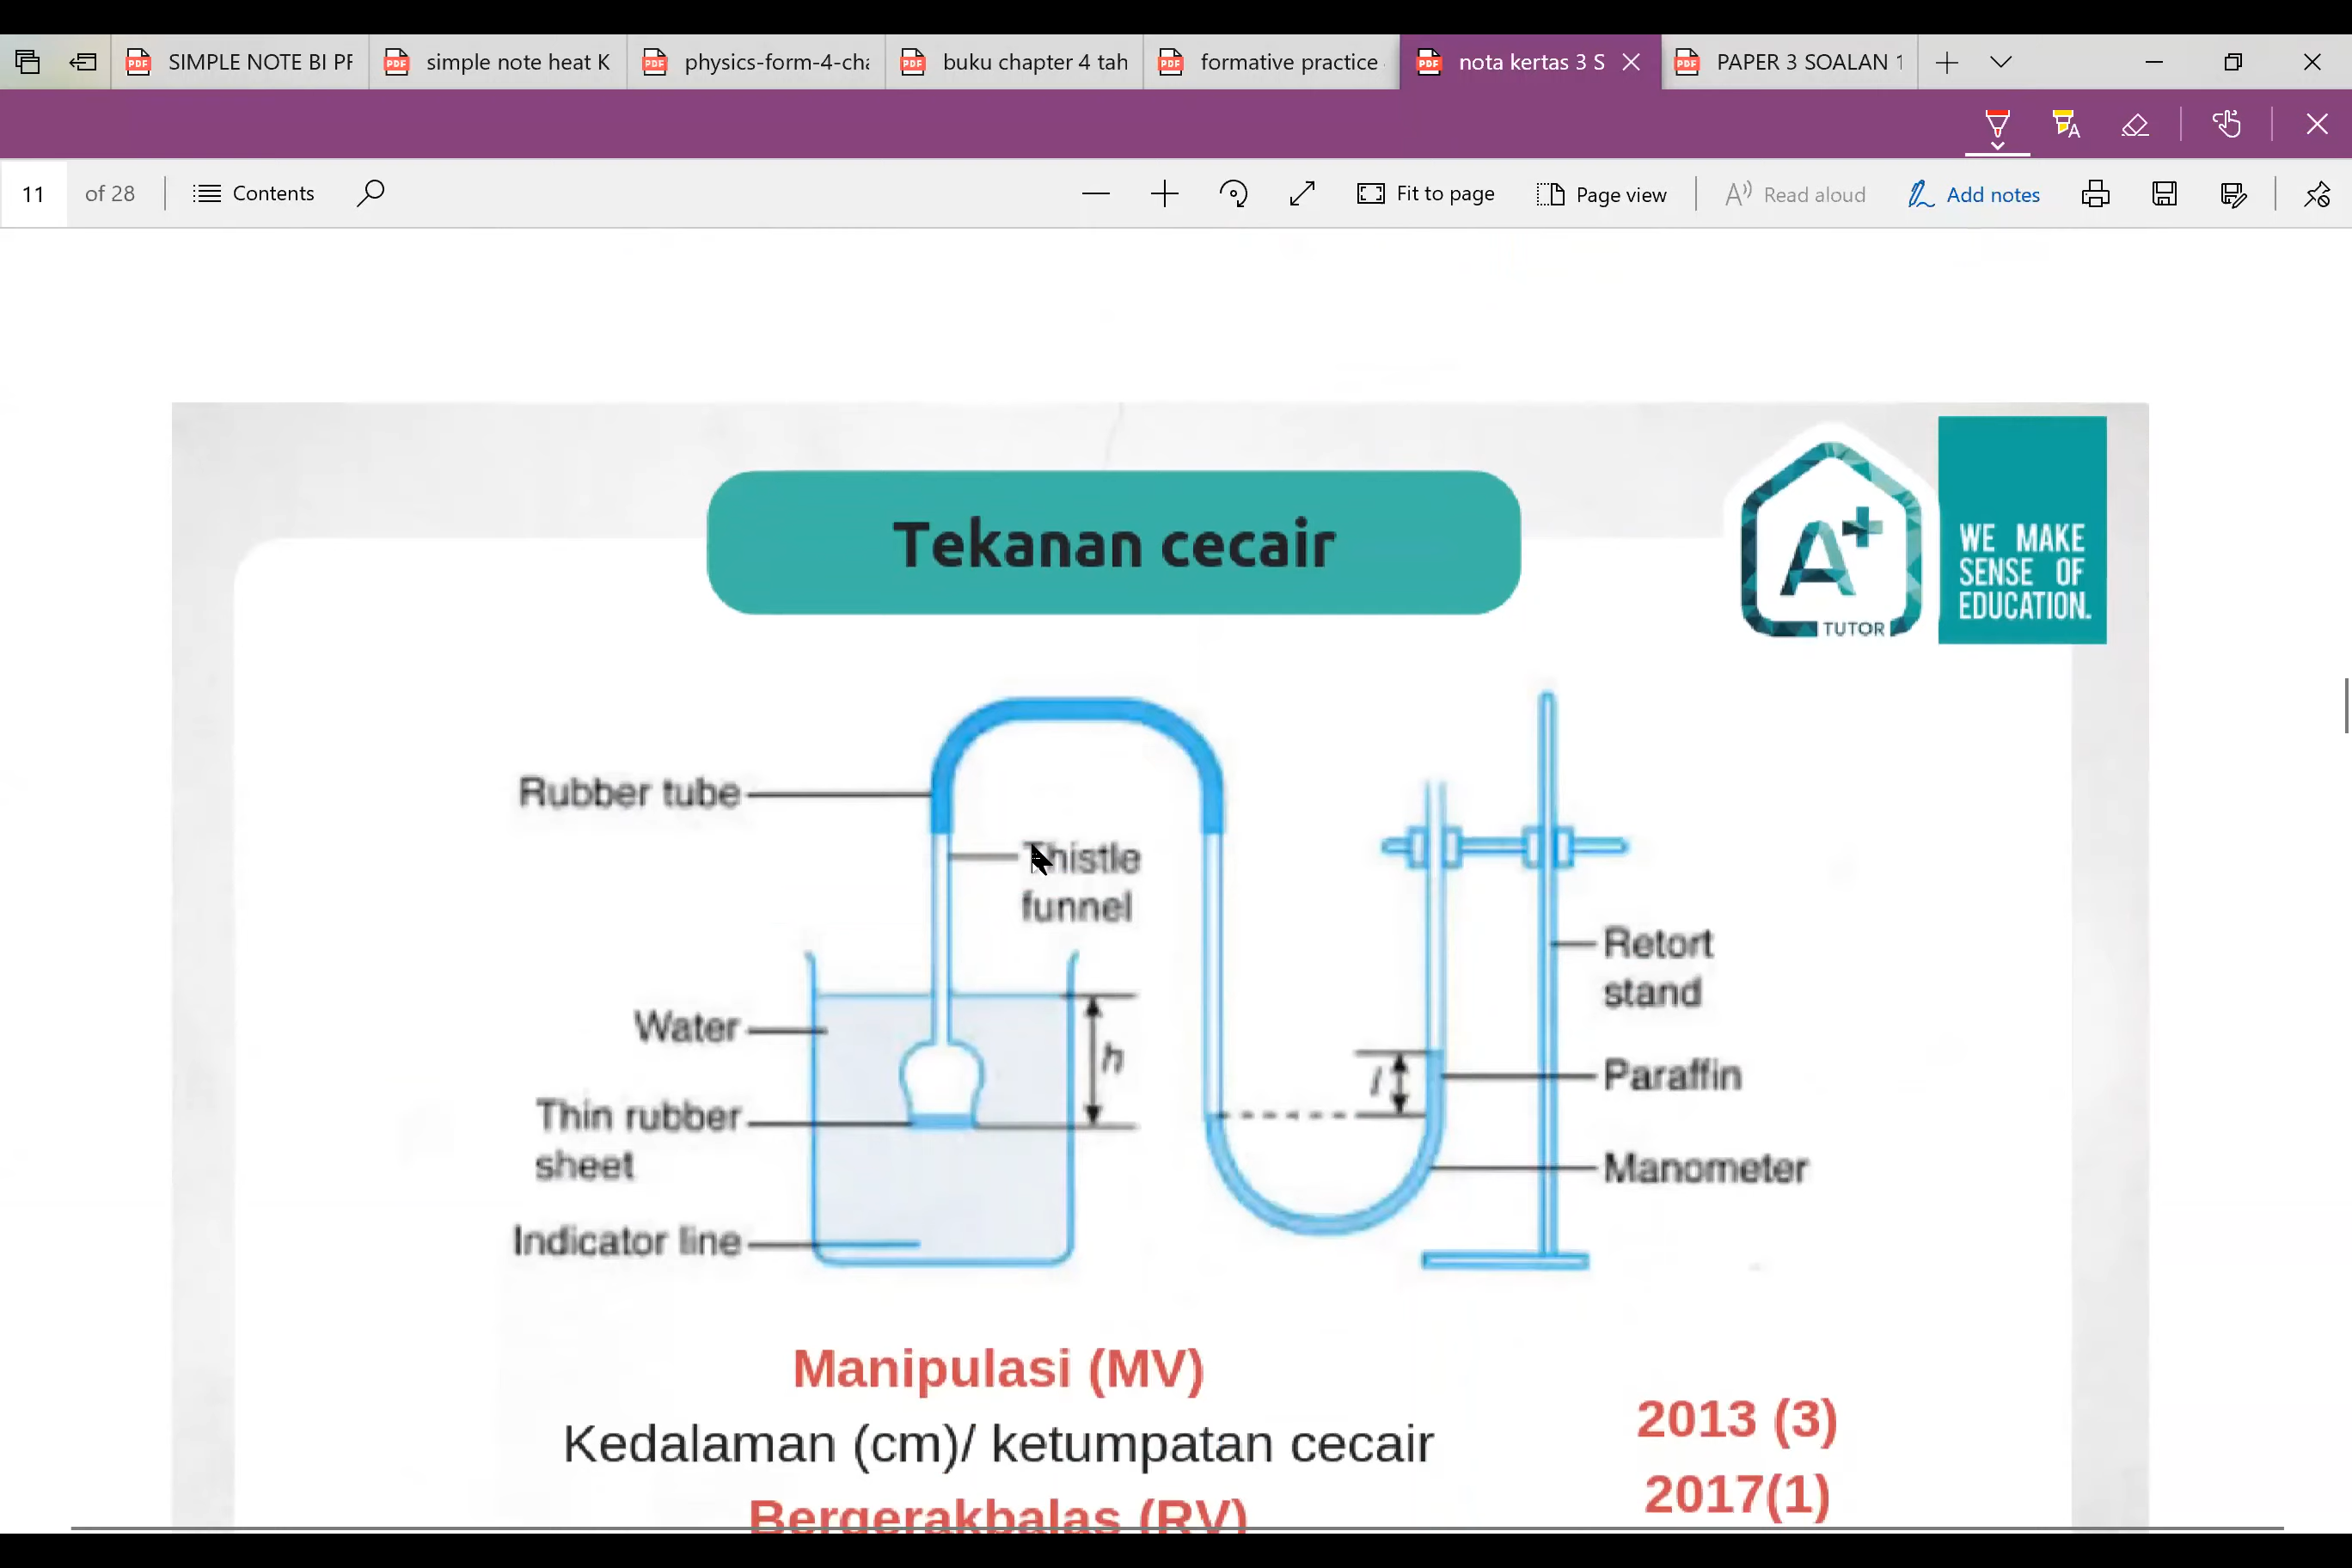 SIMPLE NOTE BI PF
simple note heat K
physics-form-4-cha
buku chapter 4 tah
formative practice
nota kertas 3 S
PAPER 3 SOALAN 1
11 of 28
Contents
Fit to page
Page view
Read aloud
Add notes
Tekanan cecair
A+
TUTOR
WE MAKE
SENSE OF
EDUCATION.
Rubber tube
Thistle
funnel
Water
h
Thin rubber
sheet
Indicator line
l
Retort
stand
Paraffin
Manometer
Manipulasi (MV)
Kedalaman (cm)/ ketumpatan cecair
Bergerakbalas (RV)
2013 (3)
2017(1)